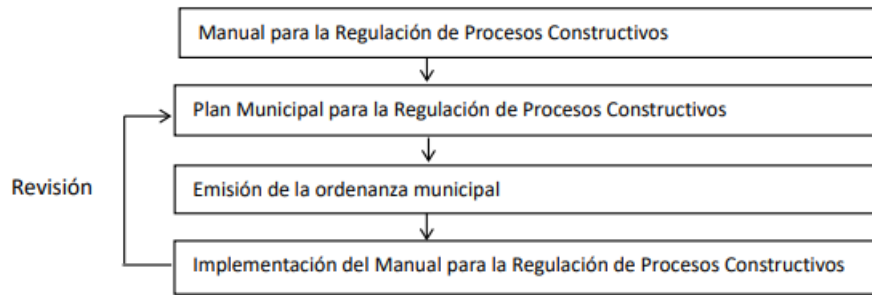 Manual para la Regulación de Procesos Constructivos
Plan Municipal para la Regulación de Procesos Constructivos
Revisión
Emisión de la ordenanza municipal
Implementación del Manual para la Regulación de Procesos Constructivos